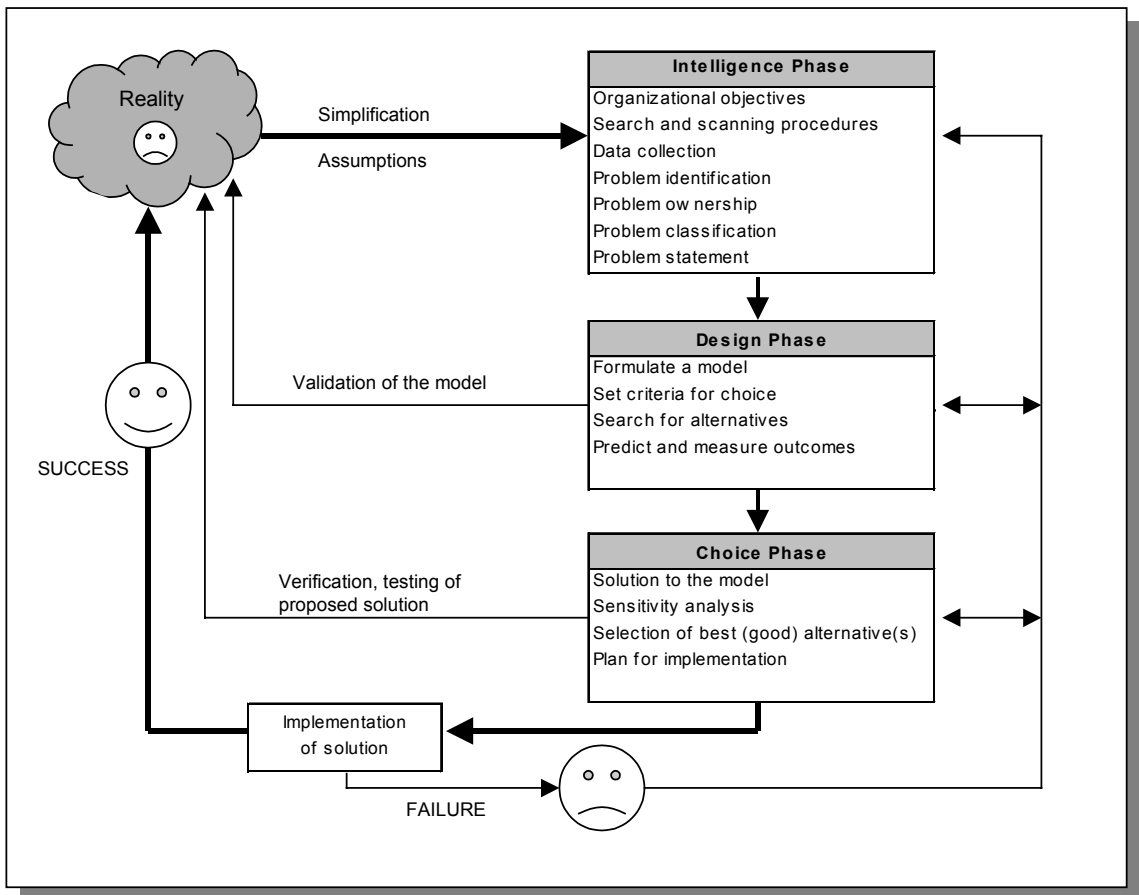 Reality
Simplification
Assumptions
Intelligence Phase
Organizational objectives
Search and scanning procedures
Data collection
Problem identification
Problem ow nership
Problem classification
Problem statement
Design Phase
Formulate a model
Set criteria for choice
Search for alternatives
Predict and measure outcomes
Validation of the model
SUCCESS
Choice Phase
Solution to the model
Sensitivity analysis
Selection of best (good) alternative(s)
Plan for implementation
Verification, testing of
proposed solution
Implementation
of solution
FAILURE